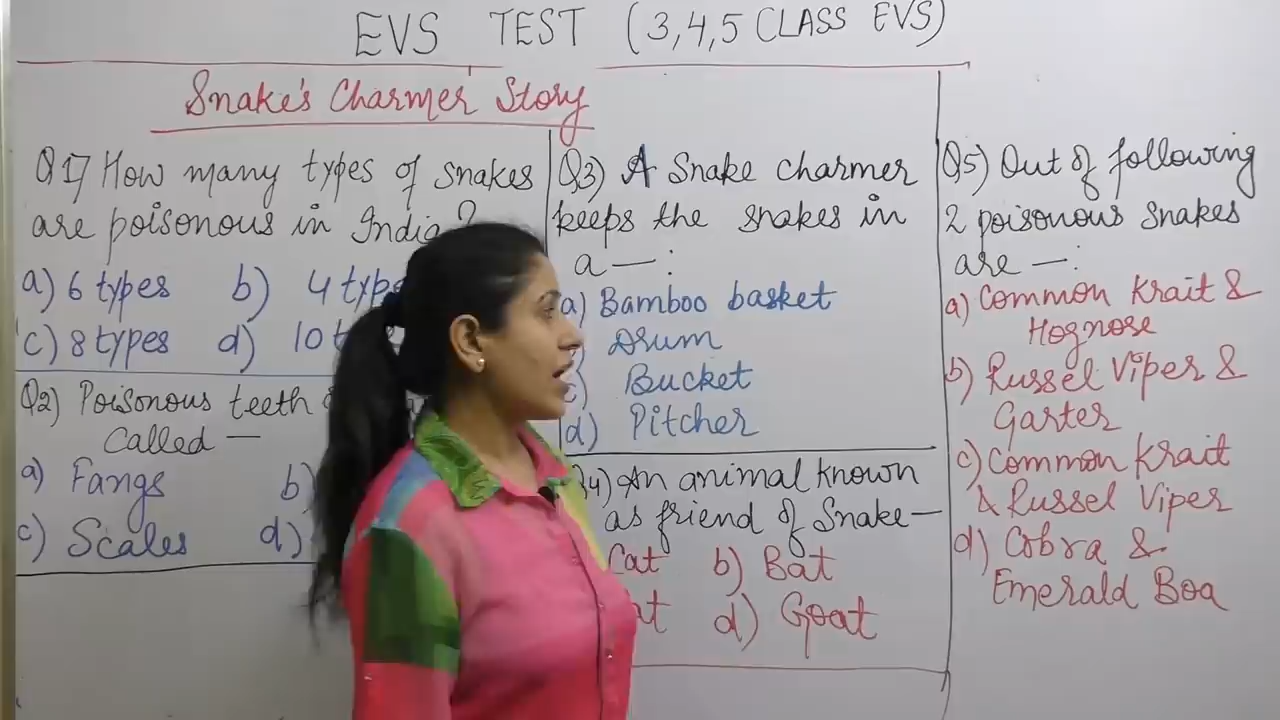 EVS TEST (3,4,5 CLASS EVS)
Snake's Charmer Story
Q1) How many types of snakes
are poisonous in India?
a) 6 types b) 4 type
c) 8 types d) 10 t
Q2) Poisonous teeth
Called —
a) Fangs b)
c) Scales d)
Q3) A Snake charmer
keeps the snakes in
a — :
a) Bamboo basket
Drum
c) Bucket
d) Pitcher
4) An animal known
as friend of Snake —
Cat b) Bat
at d) Goat
Q5) Out of following
2 poisonous Snakes
are — :
a) Common Krait &
Hognose
b) Russel Viper &
Garter
c) Common Krait
& Russel Viper
d) Cobra &
Emerald Boa